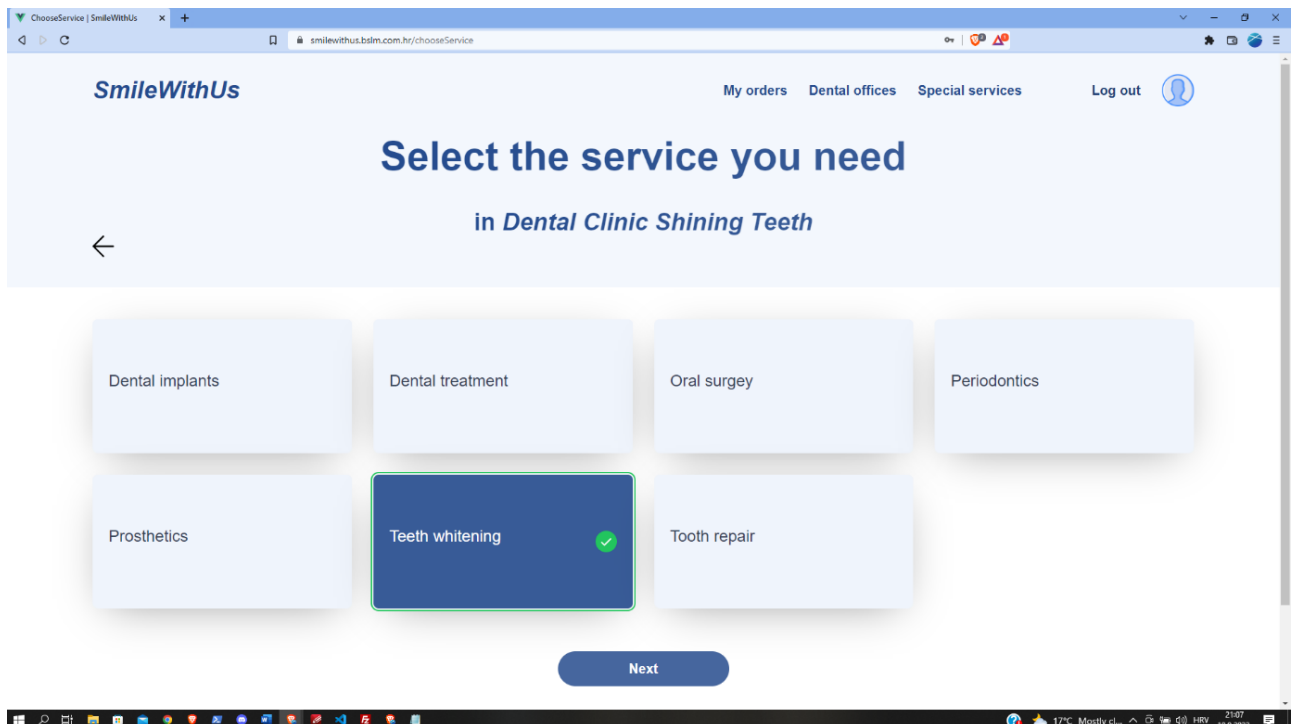 ChooseService | SmileWithUs
smilewithus.bslm.com.hr/chooseService
SmileWithUs
My orders Dental offices Special services Log out
Select the service you need
in Dental Clinic Shining Teeth
Dental implants Dental treatment Oral surgey Periodontics
Prosthetics Teeth whitening Tooth repair
Next
17°C Mostly cl... HRV 21:07